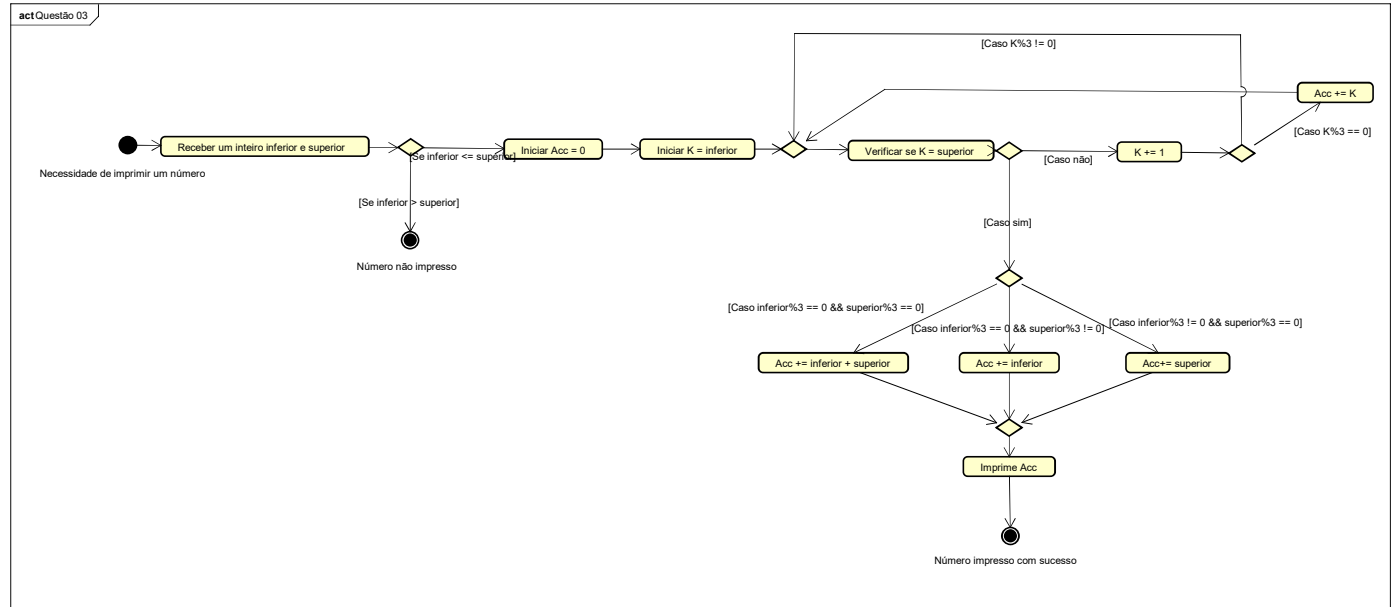 act Questão 03
[Caso K%3 != 0]
Acc += K
[Caso K%3 == 0]
Receber um inteiro inferior e superior
[Se inferior <= superior]
Iniciar Acc = 0
Iniciar K = inferior
Verificar se K = superior
[Caso não]
K += 1
Necessidade de imprimir um número
[Se inferior > superior]
[Caso sim]
Número não impresso
[Caso inferior%3 == 0 && superior%3 == 0]
[Caso inferior%3 == 0 && superior%3 != 0]
[Caso inferior%3 != 0 && superior%3 == 0]
Acc += inferior + superior
Acc += inferior
Acc+= superior
Imprime Acc
Número impresso com sucesso